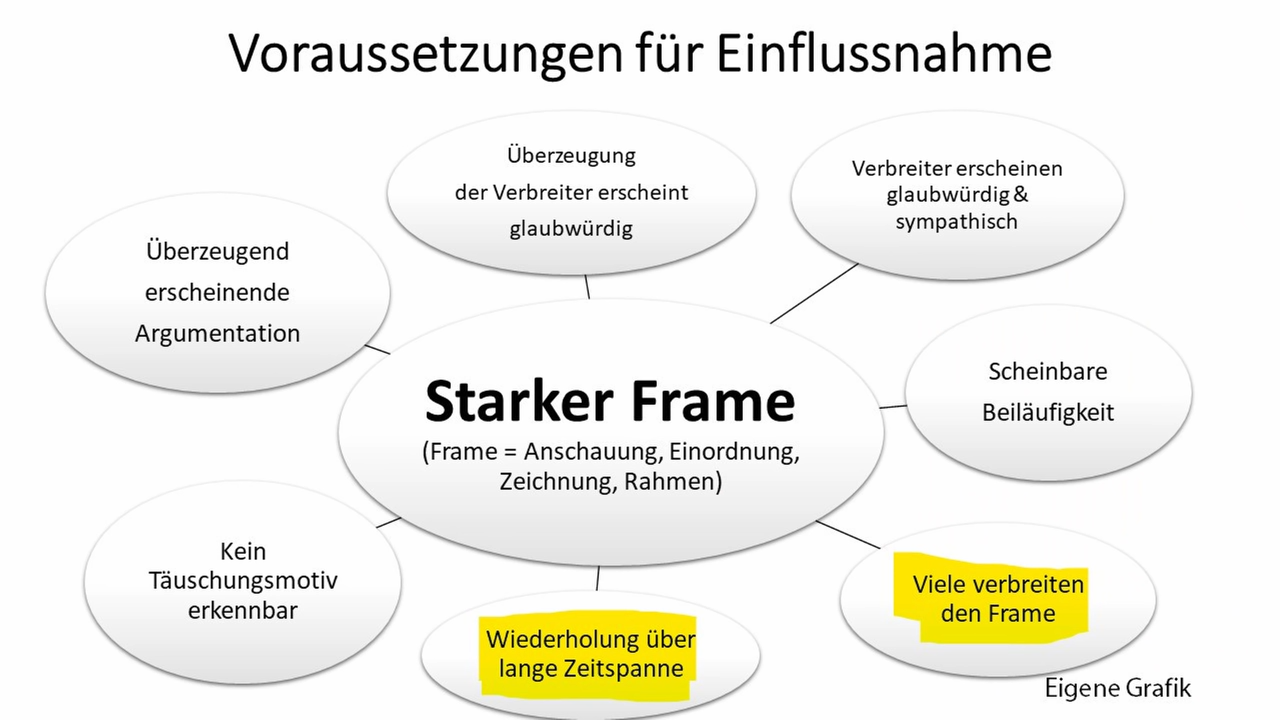 Voraussetzungen für Einflussnahme
Überzeugung
der Verbreiter erscheint
glaubwürdig
Verbreiter erscheinen
glaubwürdig &
sympathisch
Überzeugend
erscheinende
Argumentation
Starker Frame
(Frame = Anschauung, Einordnung,
Zeichnung, Rahmen)
Scheinbare
Beiläufigkeit
Kein
Täuschungsmotiv
erkennbar
Wiederholung über
lange Zeitspanne
Viele verbreiten
den Frame
Eigene Grafik